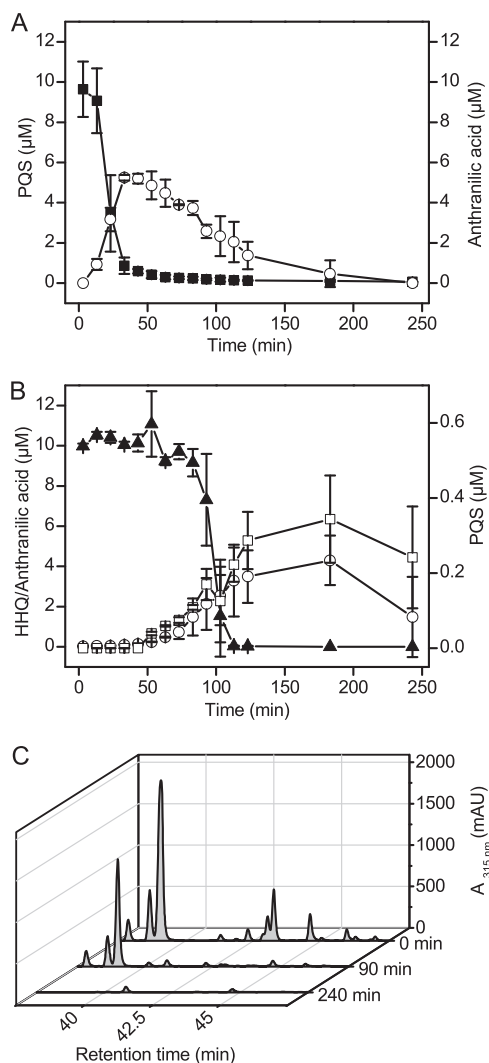 A
12
10
8
6
4
2
0
PQS (µM)
12
10
8
6
4
2
0
Anthranilic acid (µM)
0 50 100 150 200 250
Time (min)
B
12
10
8
6
4
2
0
HHQ/Anthranilic acid (µM)
0.6
0.4
0.2
0.0
PQS (µM)
0 50 100 150 200 250
Time (min)
C
2000
1500
1000
500
0
A 315 nm (mAU)
0 min
90 min
240 min
40 42.5 45
Retention time (min)